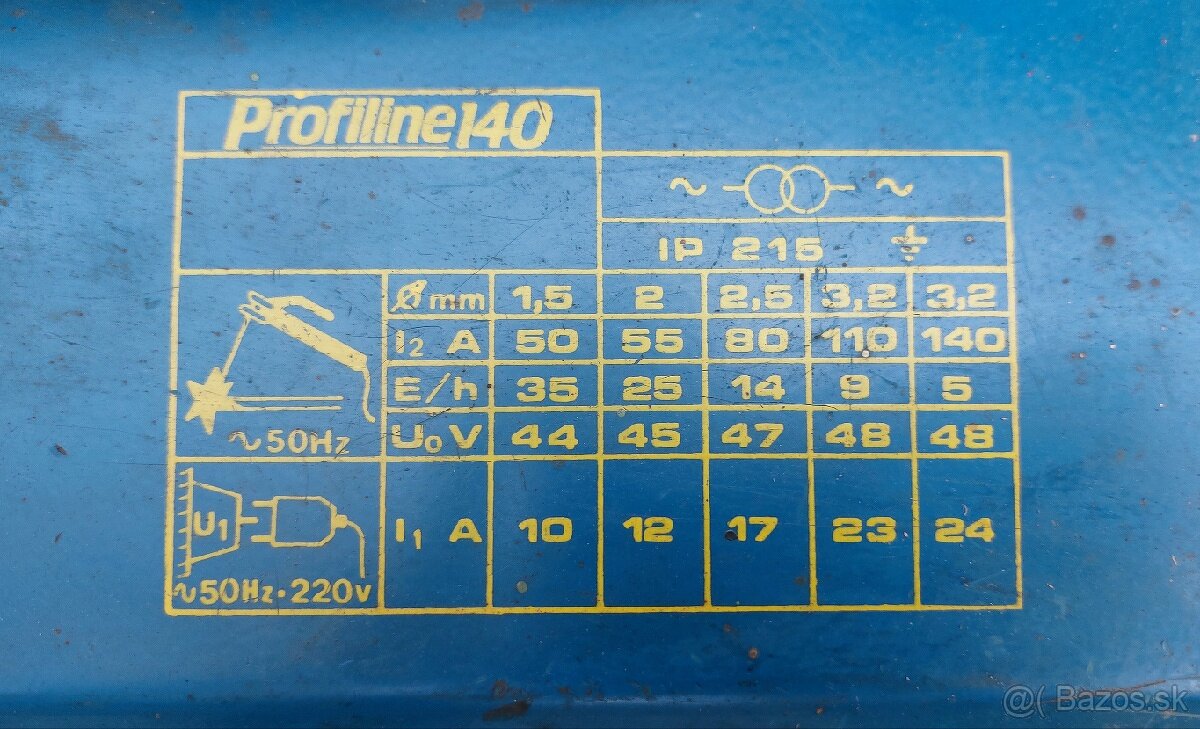 Profiline140
~ ~
IP 215
Ø mm 1,5 2 2,5 3,2 3,2
I₂ A 50 55 80 110 140
E/h 35 25 14 9 5
~50Hz U₀ V 44 45 47 48 48
U₁ I₁ A 10 12 17 23 24
~50Hz·220v
@( Bazos.sk